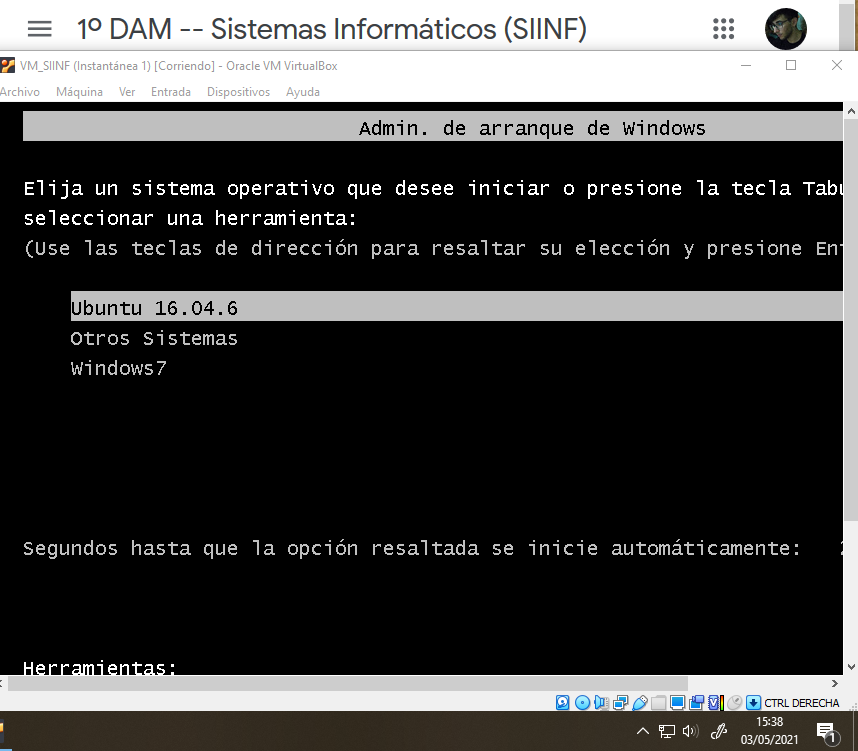 1º DAM -- Sistemas Informáticos (SIINF)
VM_SIINF (Instantánea 1) [Corriendo] - Oracle VM VirtualBox
Archivo Máquina Ver Entrada Dispositivos Ayuda
Admin. de arranque de Windows
Elija un sistema operativo que desee iniciar o presione la tecla Tabu
seleccionar una herramienta:
(Use las teclas de dirección para resaltar su elección y presione Ent
Ubuntu 16.04.6
Otros Sistemas
Windows7
Segundos hasta que la opción resaltada se inicie automáticamente: 2
Herramientas:
CTRL DERECHA
15:38
03/05/2021
1